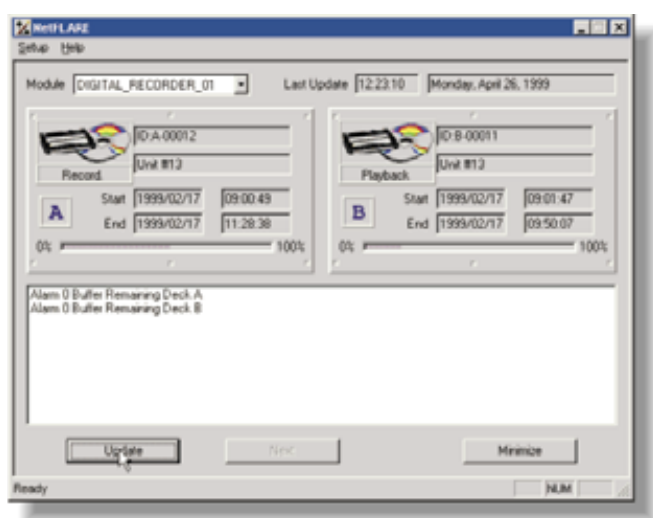 NetFLARE
Setup Help
Module DIGITAL_RECORDER_01 Last Update 12:23:10 Monday, April 26, 1999
ID:A-00012
Unit #13
Record
A
Start 1999/02/17 09:00:49
End 1999/02/17 11:28:38
0% 100%
ID:B-00011
Unit #13
Playback
B
Start 1999/02/17 09:01:47
End 1999/02/17 09:50:07
0% 100%
Alarm 0 Buffer Remaining Deck A
Alarm 0 Buffer Remaining Deck B
Update Next Minimize
Ready NUM